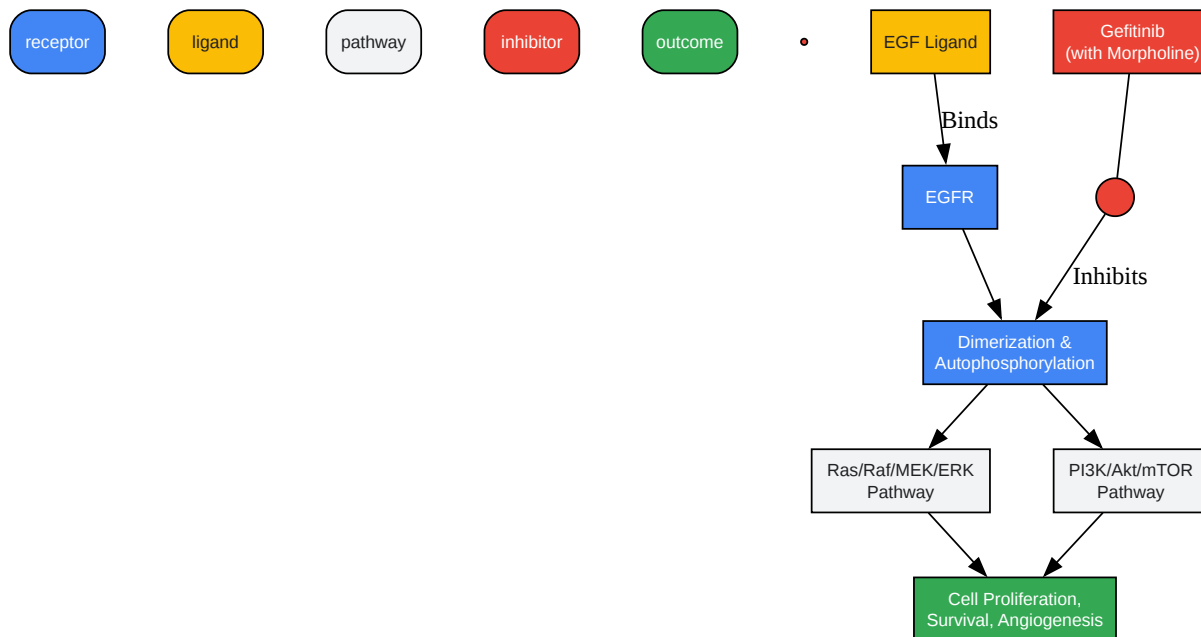 receptor
ligand
pathway
inhibitor
outcome
EGF Ligand
Gefitinib
(with Morpholine)
Binds
EGFR
Inhibits
Dimerization &
Autophosphorylation
Ras/Raf/MEK/ERK
Pathway
PI3K/Akt/mTOR
Pathway
Cell Proliferation,
Survival, Angiogenesis